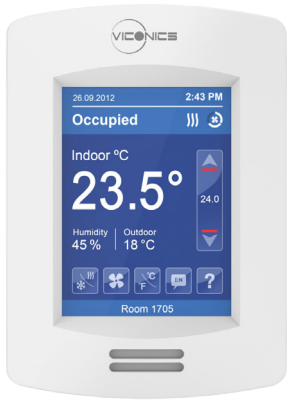 VICONICS
26.09.2012 2:43 PM
Occupied
Indoor ºC
23.5°
24.0
Humidity Outdoor
45 % 18 °C
°C
F
EN
?
Room 1705